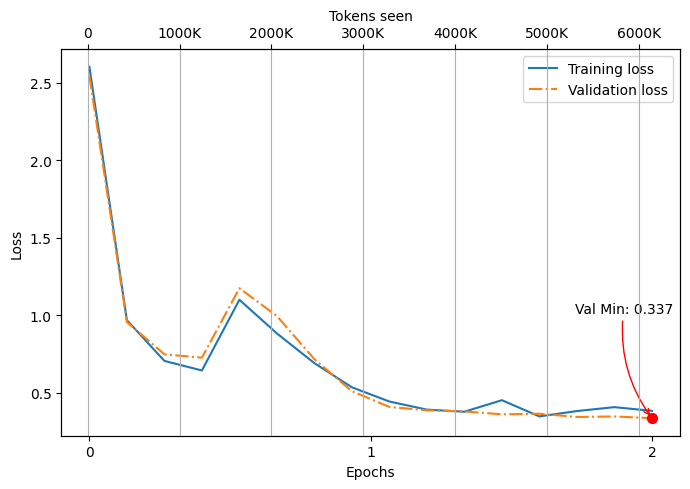 Tokens seen
0 1000K 2000K 3000K 4000K 5000K 6000K
Training loss
Validation loss
2.5
2.0
1.5
1.0
0.5
Loss
Val Min: 0.337
0 1 2
Epochs